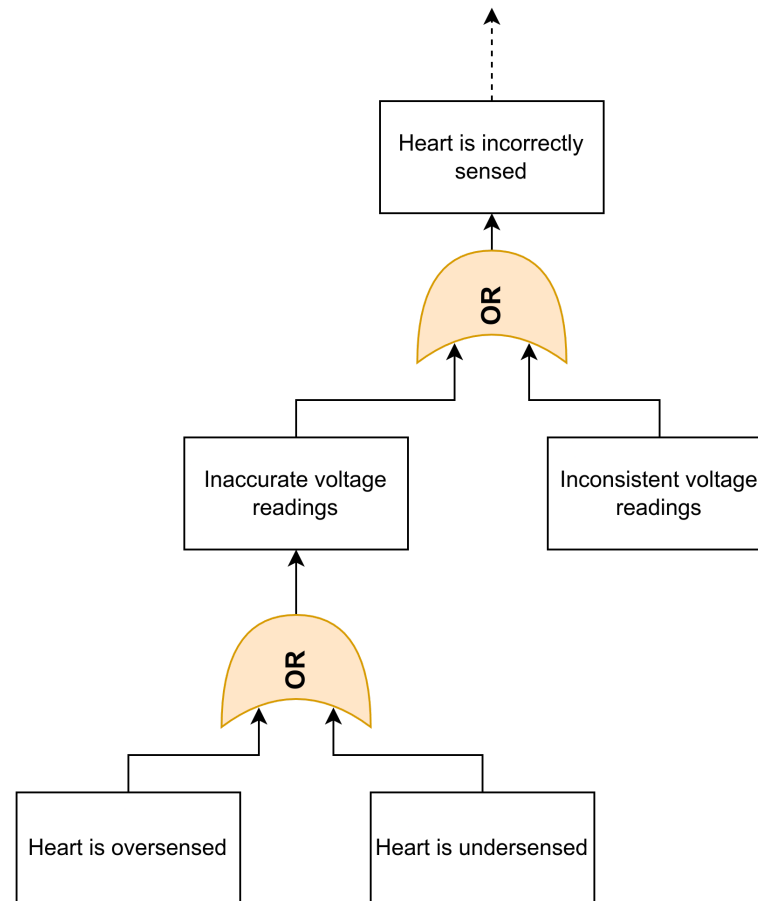 Heart is incorrectly
sensed
OR
Inaccurate voltage
readings
Inconsistent voltage
readings
OR
Heart is oversensed
Heart is undersensed